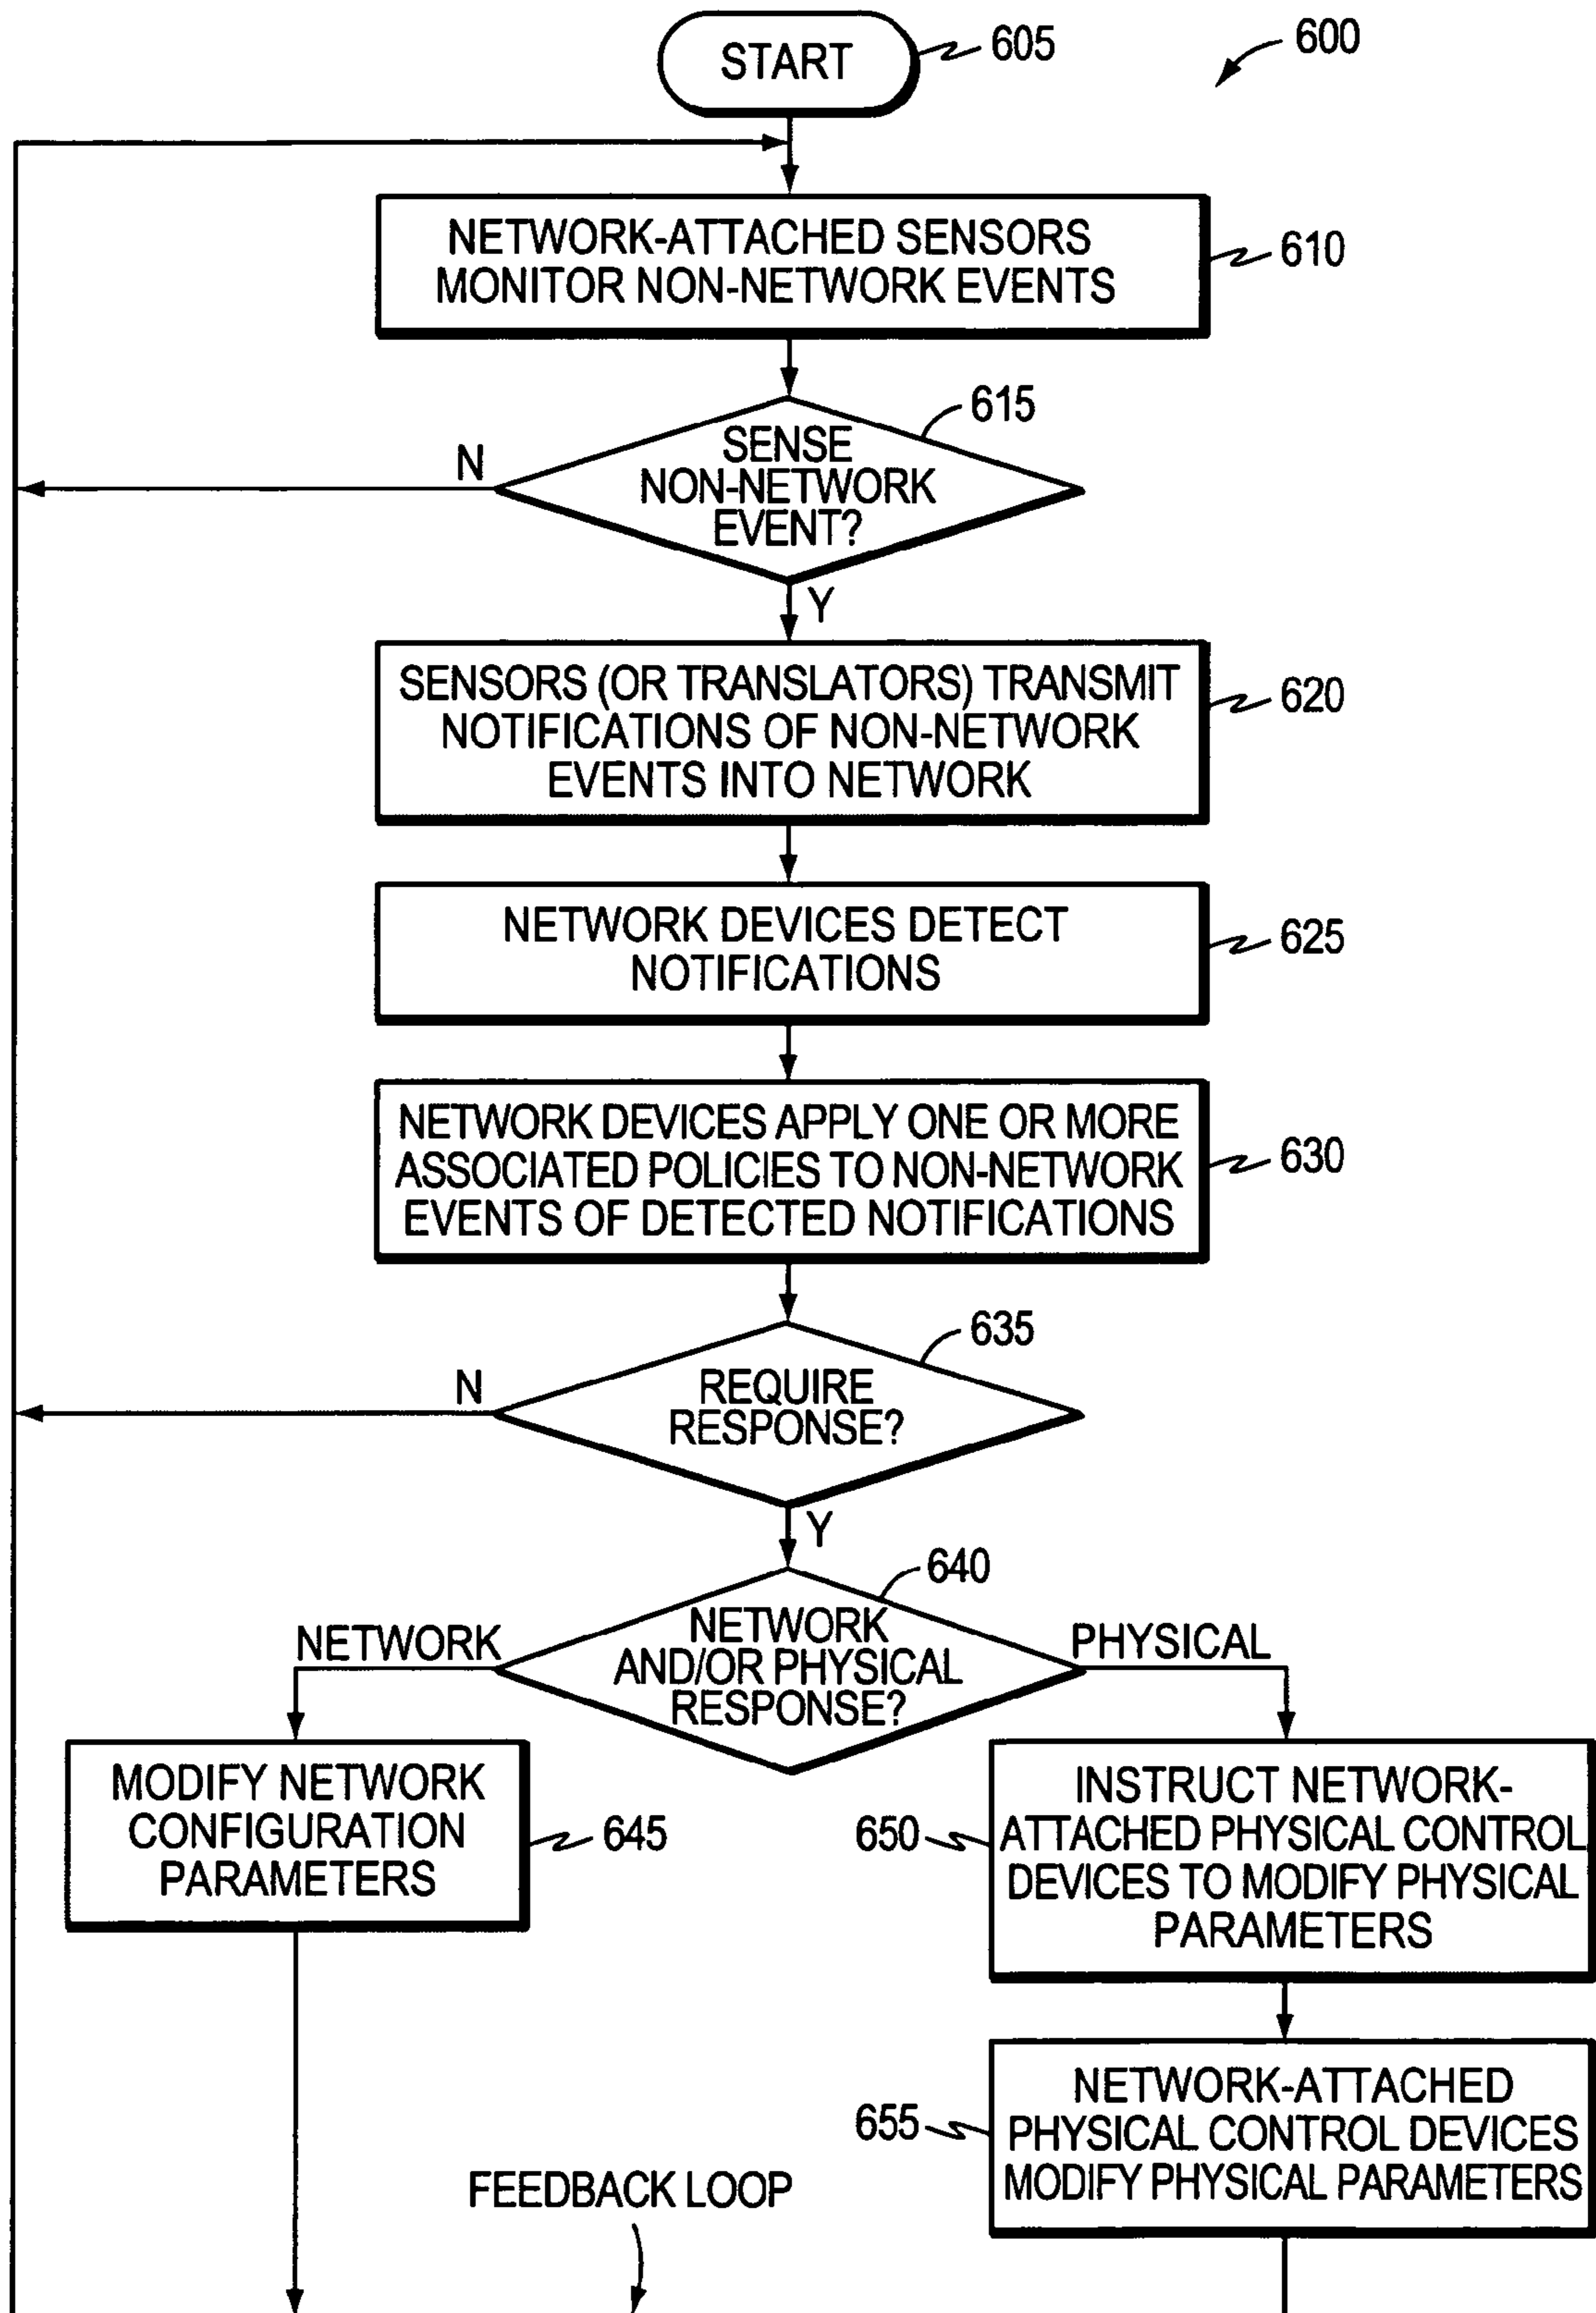 START
605
600
NETWORK-ATTACHED SENSORS
MONITOR NON-NETWORK EVENTS
610
615
SENSE
NON-NETWORK
EVENT?
N
Y
SENSORS (OR TRANSLATORS) TRANSMIT
NOTIFICATIONS OF NON-NETWORK
EVENTS INTO NETWORK
620
NETWORK DEVICES DETECT
NOTIFICATIONS
625
NETWORK DEVICES APPLY ONE OR MORE
ASSOCIATED POLICIES TO NON-NETWORK
EVENTS OF DETECTED NOTIFICATIONS
630
635
REQUIRE
RESPONSE?
N
Y
640
NETWORK
AND/OR PHYSICAL
RESPONSE?
NETWORK
PHYSICAL
MODIFY NETWORK
CONFIGURATION
PARAMETERS
645
650
INSTRUCT NETWORK-
ATTACHED PHYSICAL CONTROL
DEVICES TO MODIFY PHYSICAL
PARAMETERS
655
NETWORK-ATTACHED
PHYSICAL CONTROL DEVICES
MODIFY PHYSICAL PARAMETERS
FEEDBACK LOOP